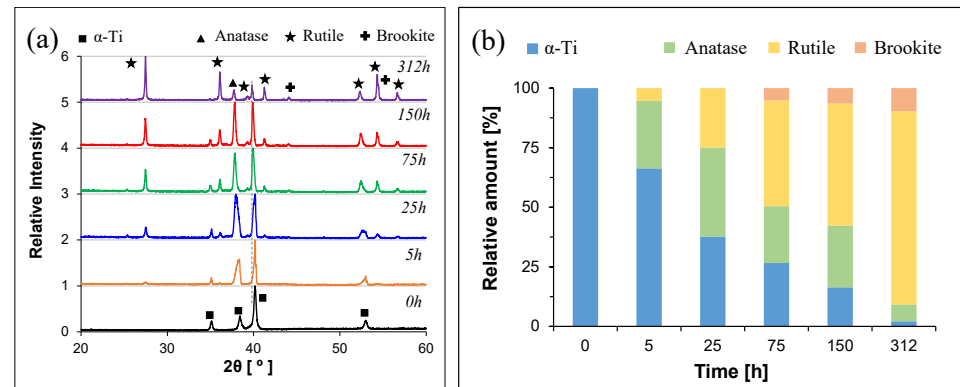 (a)
α-Ti Anatase Rutile Brookite
6
312h
5
150h
4
75h
3
25h
2
5h
1
0h
0
20 30 40 50 60
Relative Intensity
2θ [ ° ]
(b)
α-Ti Anatase Rutile Brookite
100
75
50
25
0
0 5 25 75 150 312
Relative amount [%]
Time [h]